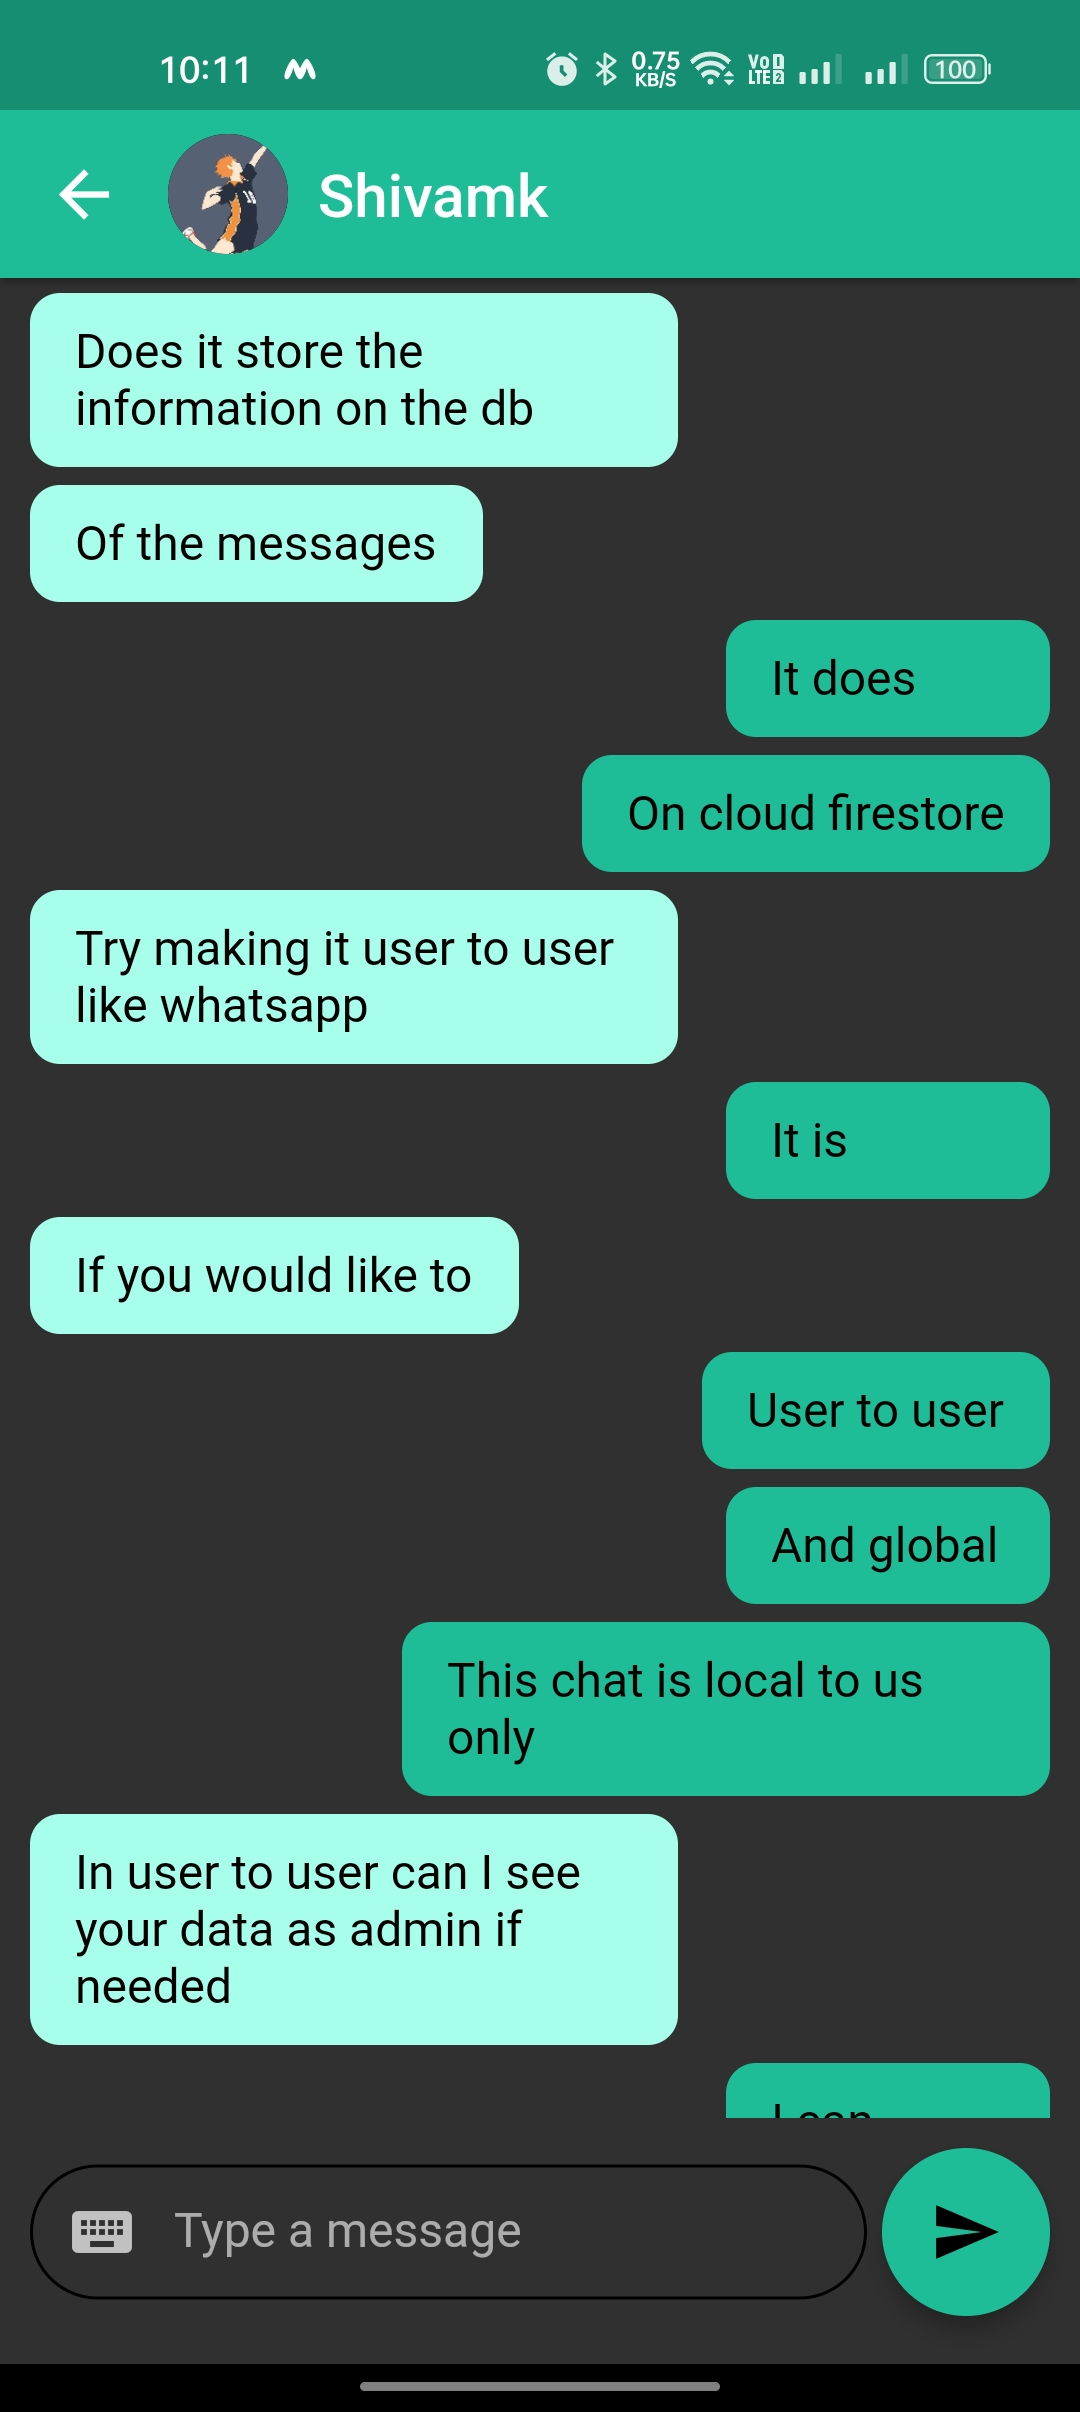 10:11
0.75
KB/S
Vo 1
LTE 2
100
Shivamk
Does it store the
information on the db
Of the messages
It does
On cloud firestore
Try making it user to user
like whatsapp
It is
If you would like to
User to user
And global
This chat is local to us
only
In user to user can I see
your data as admin if
needed
I can
Type a message